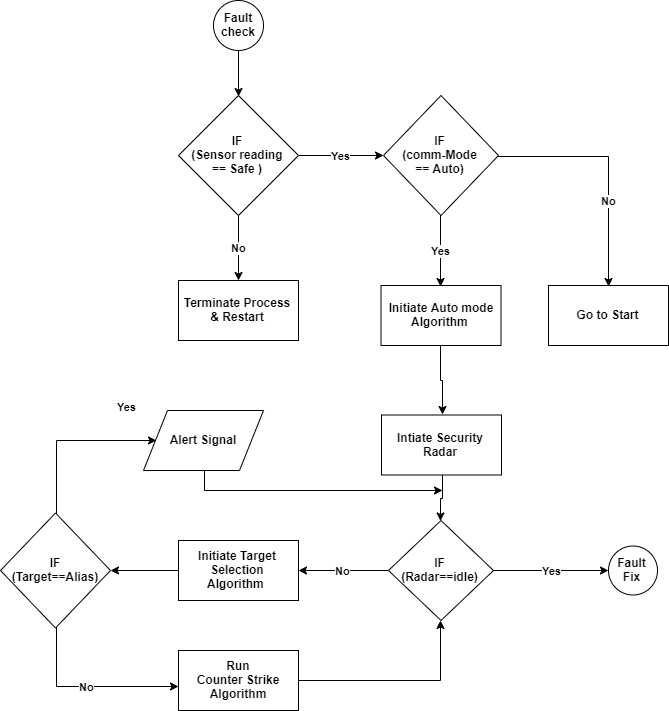 Fault
check
IF
(Sensor reading
== Safe )
Yes
IF
(comm-Mode
== Auto)
No
No
Yes
Terminate Process
& Restart
Initiate Auto mode
Algorithm
Go to Start
Yes
Alert Signal
Intiate Security
Radar
IF
(Target==Alias)
Initiate Target
Selection
Algorithm
No
IF
(Radar==idle)
Yes
Fault
Fix
No
Run
Counter Strike
Algorithm